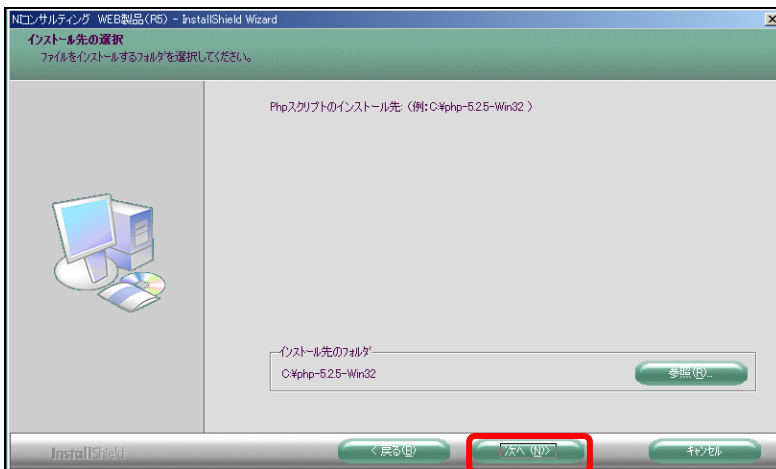 Nコンサルティング WEB製品(R5) - InstallShield Wizard
インストール先の選択
ファイルをインストールするフォルダを選択してください。
Phpスクリプトのインストール先: (例:C:¥php-5.2.5-Win32 )
インストール先のフォルダ
C:¥php-5.2.5-Win32
参照(R)...
InstallShield
< 戻る(B)
次へ (N)>
キャンセル